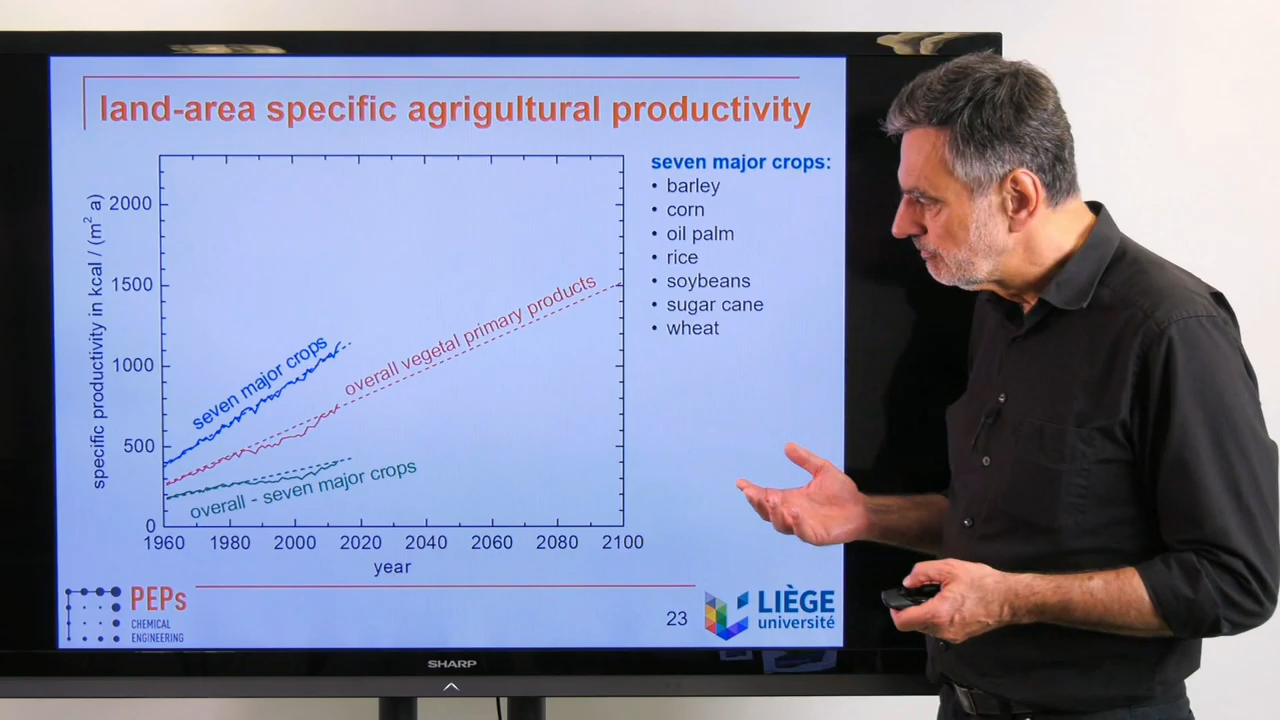 land-area specific agrigultural productivity
specific productivity in kcal / (m² a)
2000
1500
1000
500
0
seven major crops
overall vegetal primary products
overall - seven major crops
1960 1980 2000 2020 2040 2060 2080 2100
year
seven major crops:
• barley
• corn
• oil palm
• rice
• soybeans
• sugar cane
• wheat
PEPs
CHEMICAL
ENGINEERING
23
LIÈGE
université
SHARP